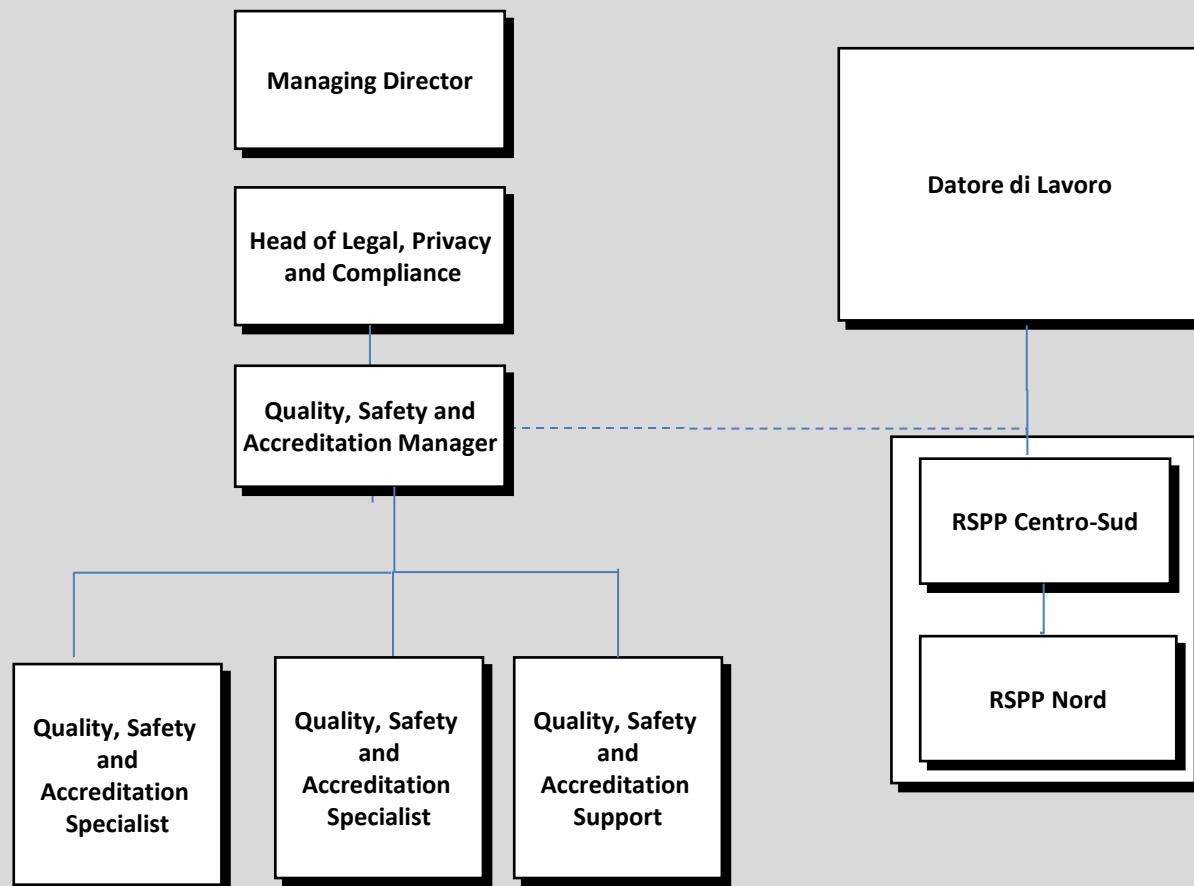 Managing Director
Datore di Lavoro
Head of Legal, Privacy
and Compliance
Quality, Safety and
Accreditation Manager
RSPP Centro-Sud
RSPP Nord
Quality, Safety
and
Accreditation
Specialist
Quality, Safety
and
Accreditation
Specialist
Quality, Safety
and
Accreditation
Support